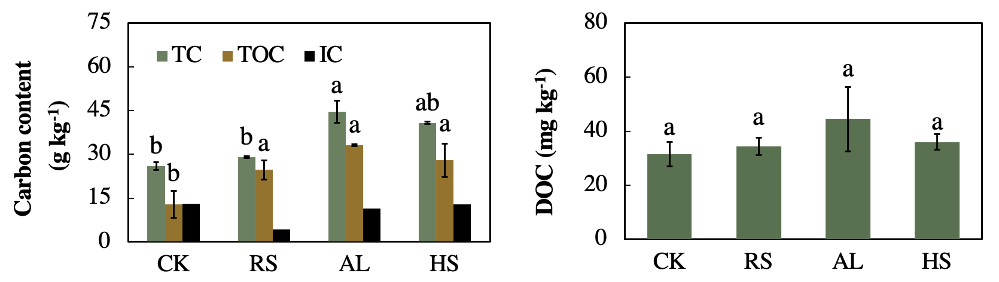 75
60
45
30
15
0
Carbon content
(g kg-1)
TC TOC IC
b
b
b
a
a
a
ab
a
CK RS AL HS
80
60
40
20
0
DOC (mg kg-1)
a
a
a
a
CK RS AL HS